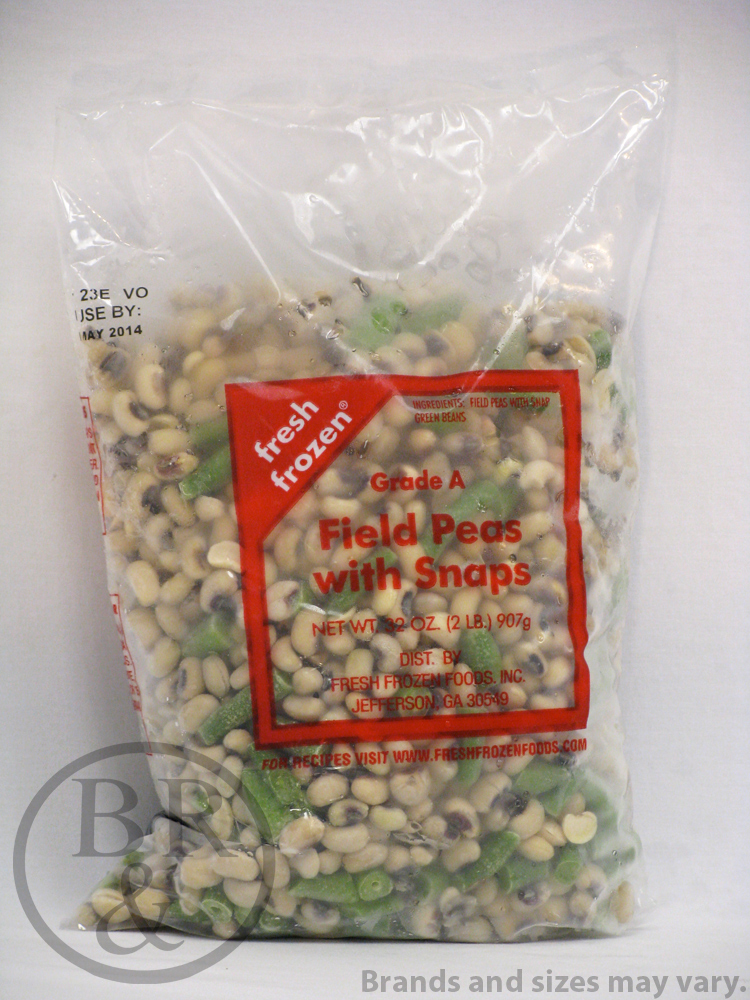 23E VO
USE BY:
MAY 2014
fresh
frozen®
INGREDIENTS: FIELD PEAS WITH SNAP
GREEN BEANS
Grade A
Field Peas
with Snaps
NET WT. 32 OZ. (2 LB.) 907g
DIST. BY
FRESH FROZEN FOODS, INC.
JEFFERSON, GA 30549
FOR RECIPES VISIT WWW.FRESHFROZENFOODS.COM
BR
&
Brands and sizes may vary.